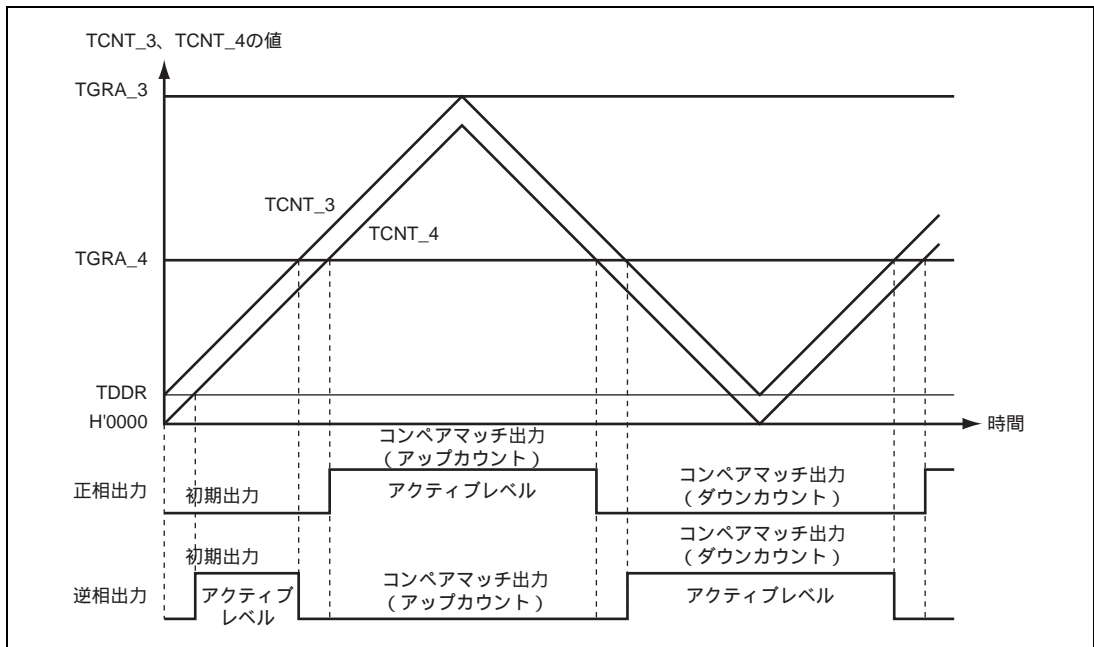 TCNT_3、TCNT_4の値
TGRA_3
TCNT_3
TCNT_4
TGRA_4
TDDR
H'0000
時間
コンペアマッチ出力
（アップカウント）
正相出力
初期出力
アクティブレベル
コンペアマッチ出力
（ダウンカウント）
初期出力
コンペアマッチ出力
（ダウンカウント）
逆相出力
アクティブ
レベル
コンペアマッチ出力
（アップカウント）
アクティブレベル